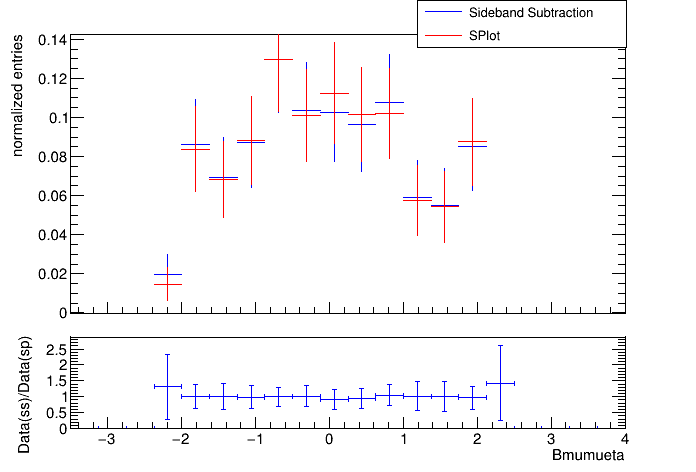 Sideband Subtraction
SPlot
normalized entries
0.14
0.12
0.1
0.08
0.06
0.04
0.02
0
Data(ss)/Data(sp)
2.5
2
1.5
1
0.5
0
−3 −2 −1 0 1 2 3 4
Bmumueta